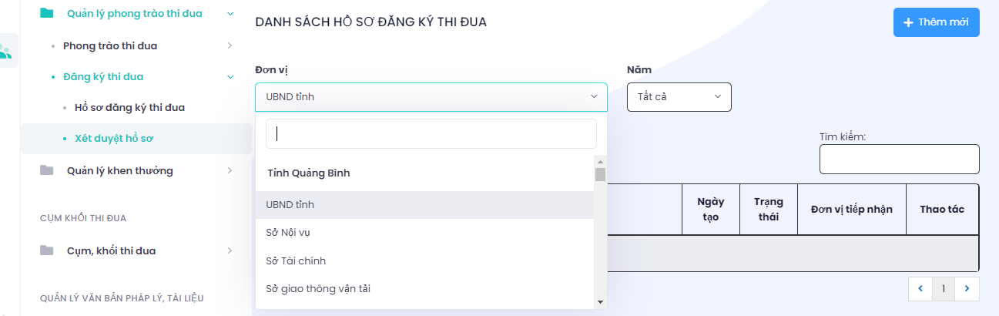 Quản lý phong trào thi đua
Phong trào thi đua
Đăng ký thi đua
Hồ sơ đăng ký thi đua
Xét duyệt hồ sơ
Quản lý khen thưởng
CỤM KHỐI THI ĐUA
Cụm, khối thi đua
QUẢN LÝ VĂN BẢN PHÁP LÝ, TÀI LIỆU
DANH SÁCH HỒ SƠ ĐĂNG KÝ THI ĐUA
Thêm mới
Đơn vị
Năm
UBND tỉnh
Tất cả
Tìm kiếm:
Tỉnh Quảng Bình
UBND tỉnh
Sở Nội vụ
Sở Tài chính
Sở giao thông vận tải
Ngày
tạo
Trạng
thái
Đơn vị tiếp nhận
Thao tác
1